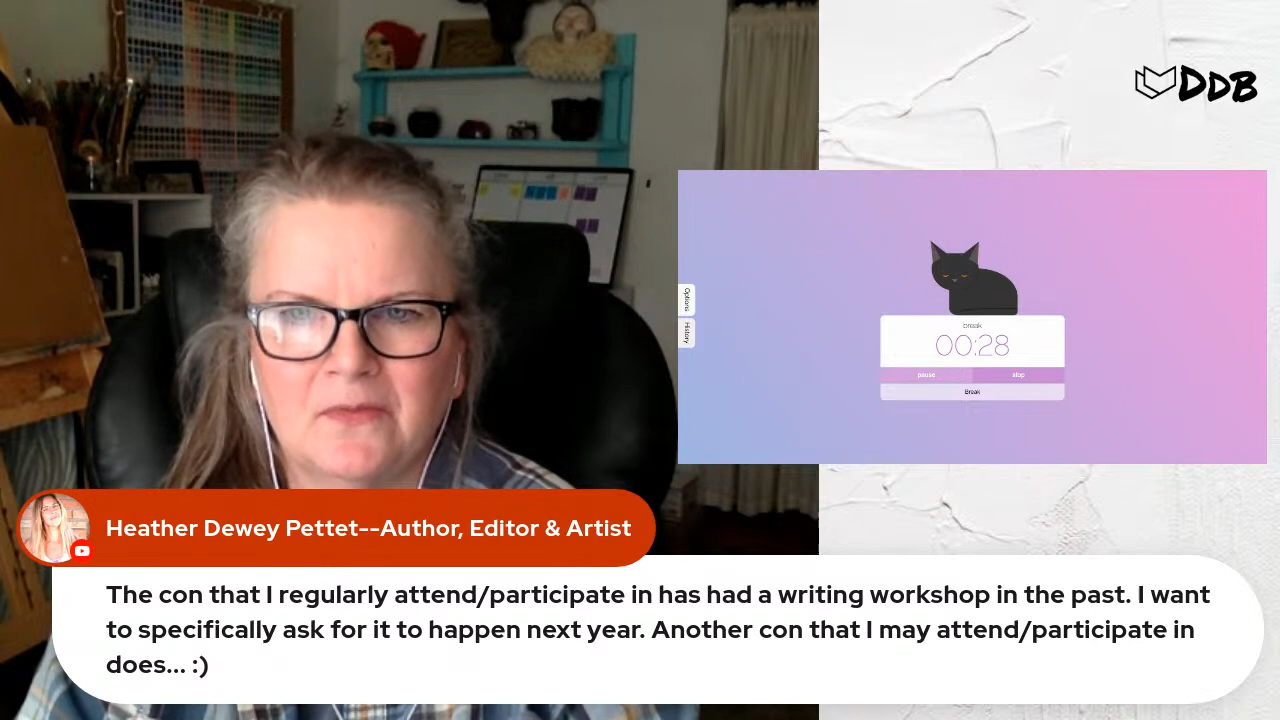 DDB
Options
History
break
00:28
pause
stop
Break
Heather Dewey Pettet--Author, Editor & Artist
The con that I regularly attend/participate in has had a writing workshop in the past. I want
to specifically ask for it to happen next year. Another con that I may attend/participate in
does... :)